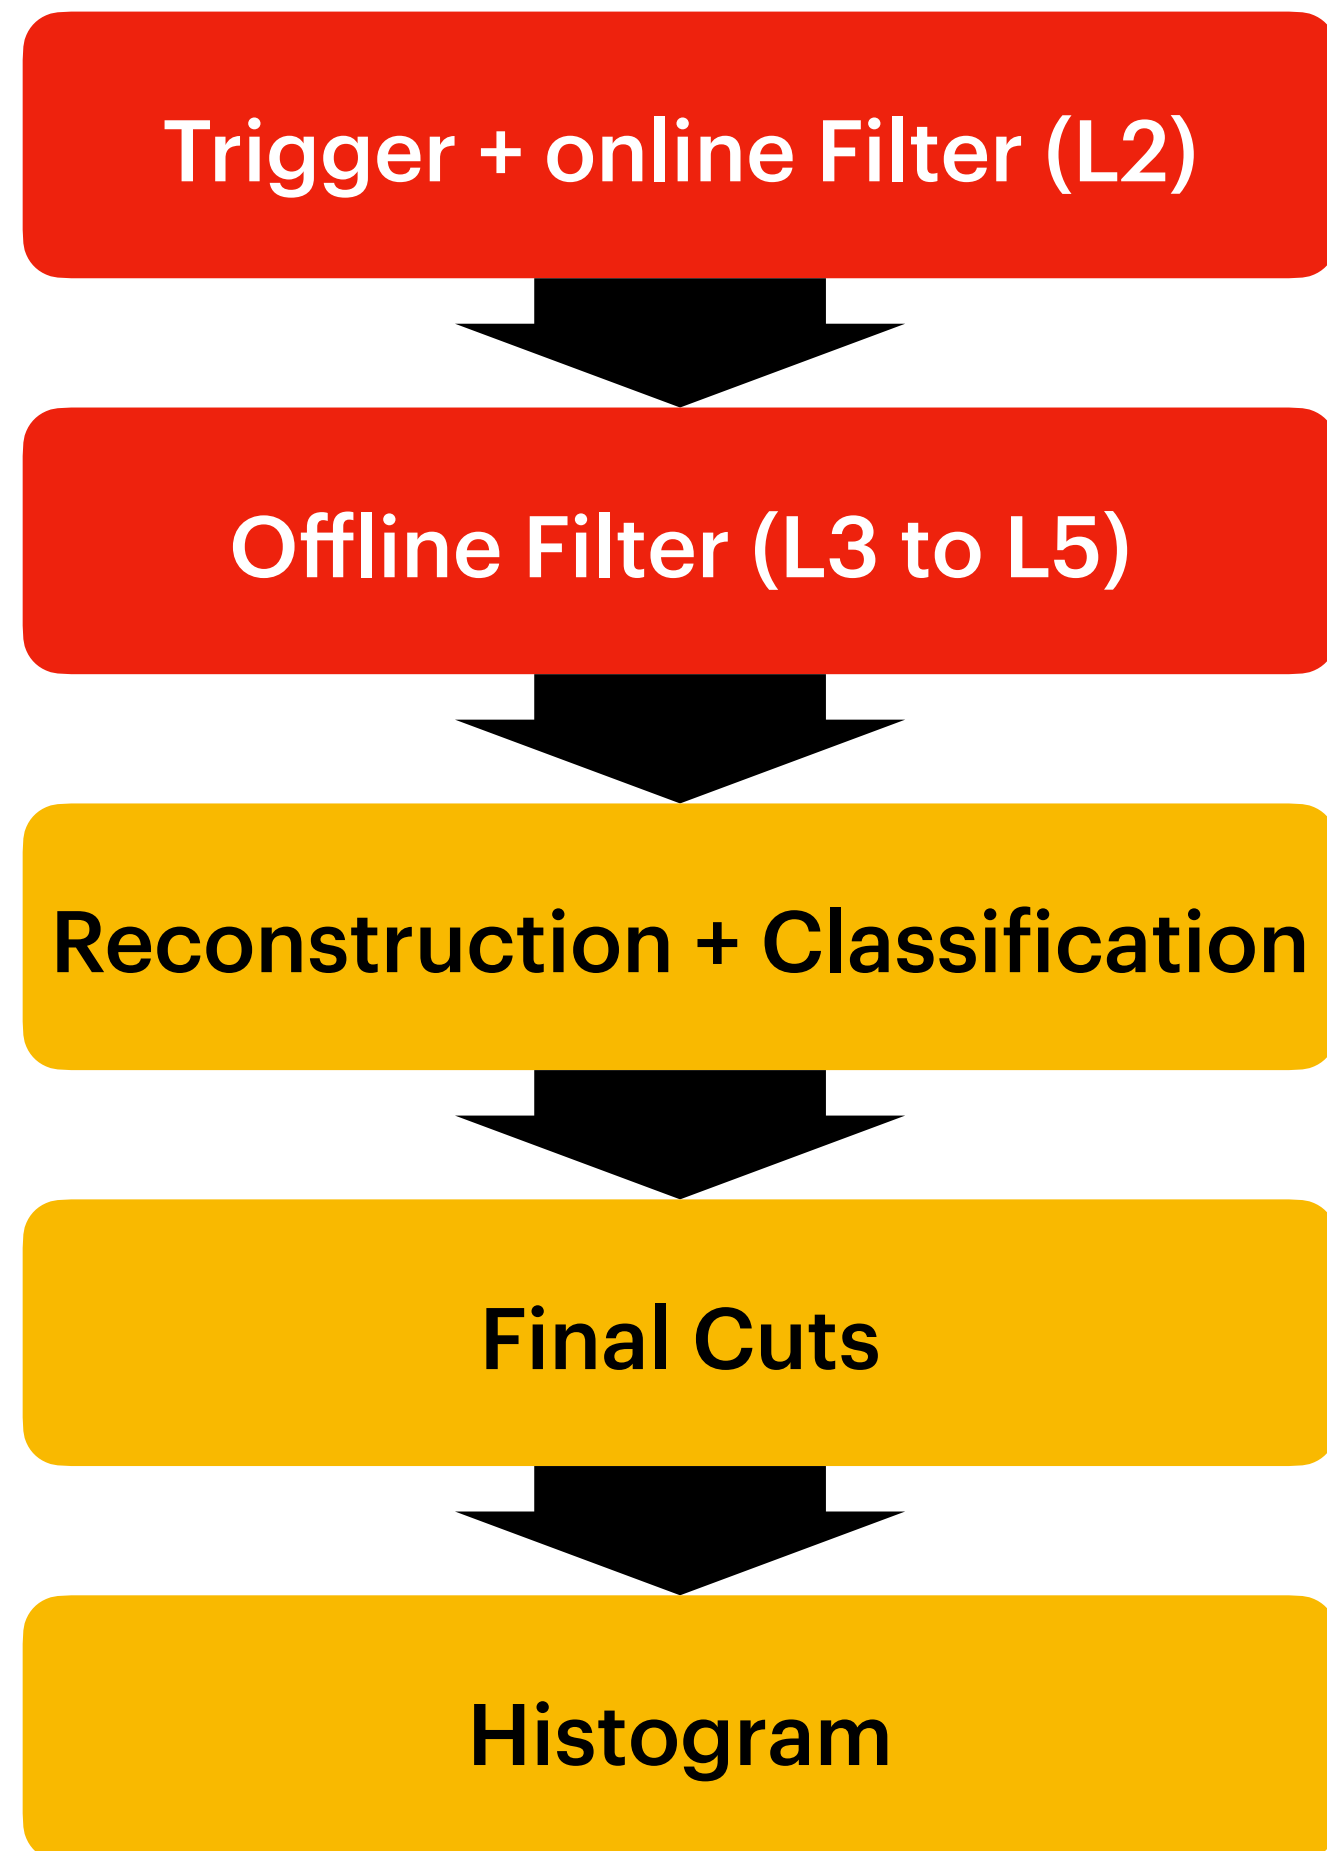 Trigger + online Filter (L2)
Offline Filter (L3 to L5)
Reconstruction + Classification
Final Cuts
Histogram